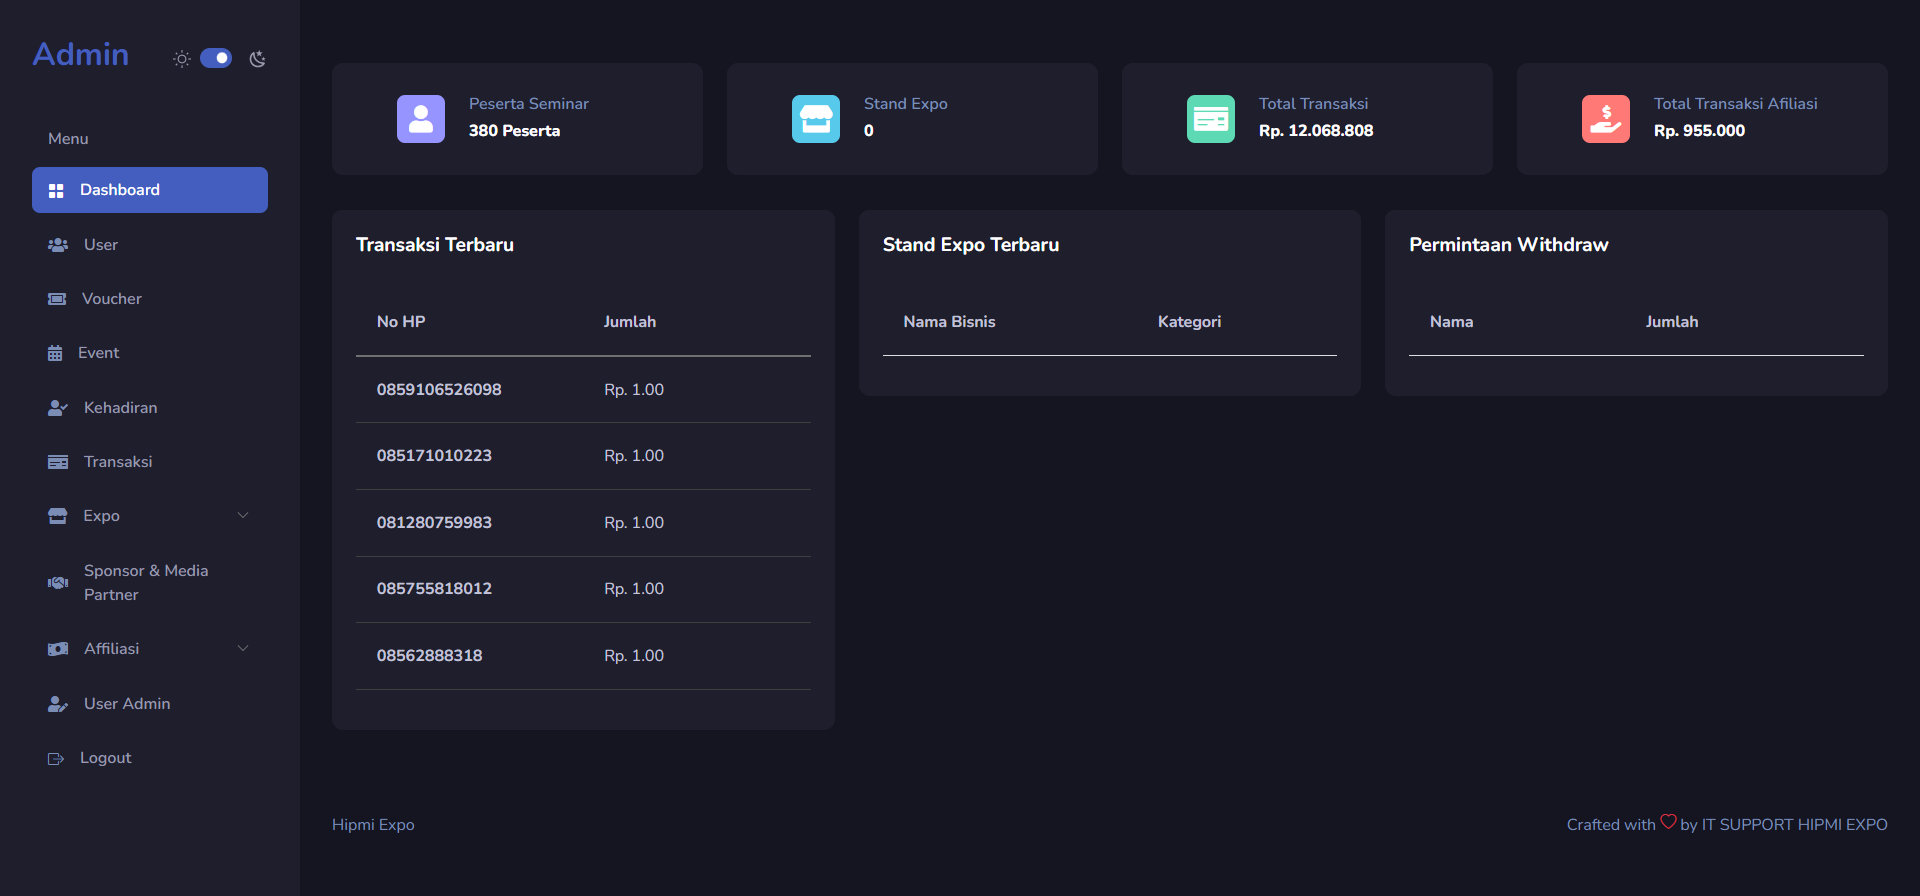 Admin
Menu
Dashboard
User
Voucher
Event
Kehadiran
Transaksi
Expo
Sponsor & Media
Partner
Affiliasi
User Admin
Logout
Peserta Seminar
380 Peserta
Stand Expo
0
Total Transaksi
Rp. 12.068.808
Total Transaksi Afiliasi
Rp. 955.000
Transaksi Terbaru
No HP Jumlah
0859106526098 Rp. 1.00
085171010223 Rp. 1.00
081280759983 Rp. 1.00
085755818012 Rp. 1.00
08562888318 Rp. 1.00
Stand Expo Terbaru
Nama Bisnis Kategori
Permintaan Withdraw
Nama Jumlah
Hipmi Expo
Crafted with by IT SUPPORT HIPMI EXPO